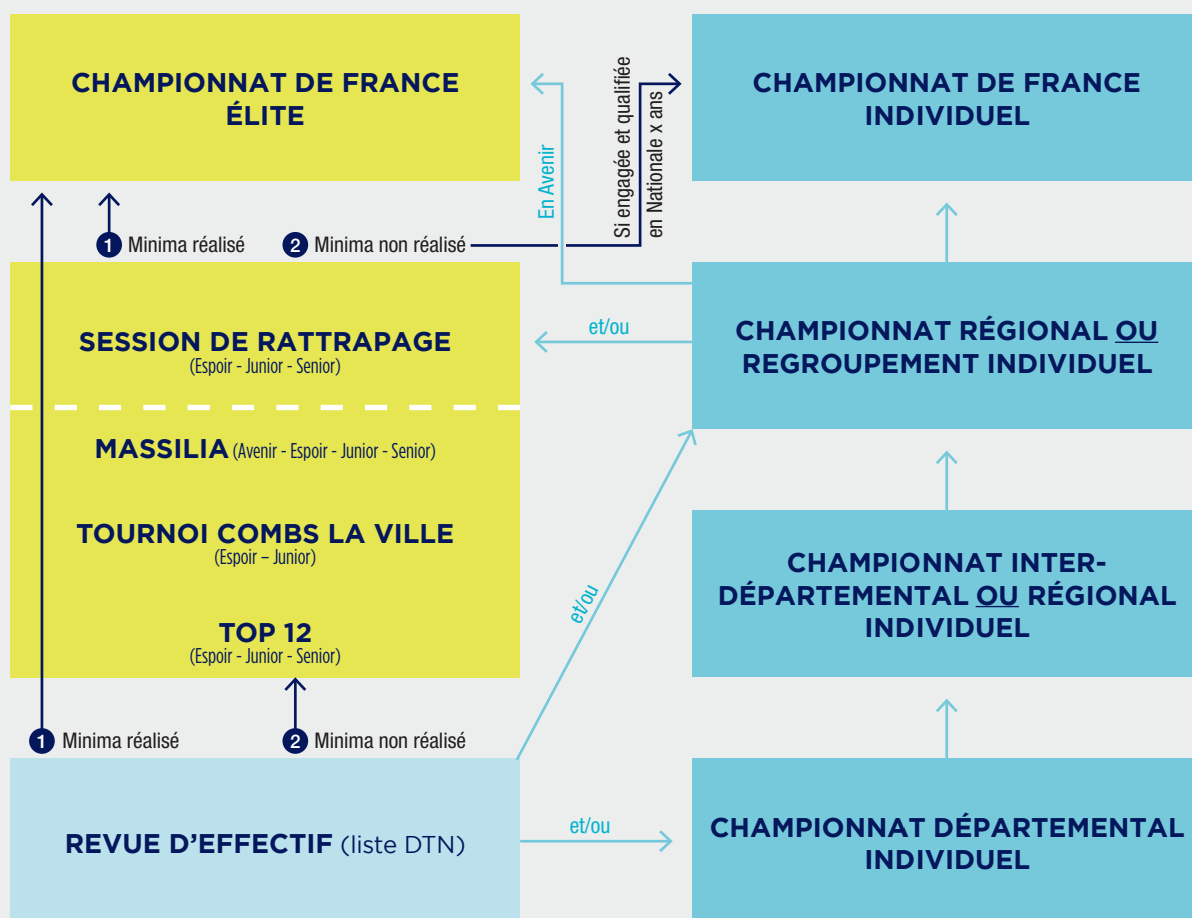 CHAMPIONNAT DE FRANCE
ÉLITE
En Avenir
Si engagée et qualifiée
en Nationale x ans
CHAMPIONNAT DE FRANCE
INDIVIDUEL
1 Minima réalisé
2 Minima non réalisé
SESSION DE RATTRAPAGE
(Espoir - Junior - Senior)
et/ou
CHAMPIONNAT RÉGIONAL OU
REGROUPEMENT INDIVIDUEL
MASSILIA (Avenir - Espoir - Junior - Senior)
TOURNOI COMBS LA VILLE
(Espoir – Junior)
TOP 12
(Espoir - Junior - Senior)
et/ou
CHAMPIONNAT INTER-
DÉPARTEMENTAL OU RÉGIONAL
INDIVIDUEL
1 Minima réalisé
2 Minima non réalisé
REVUE D'EFFECTIF (liste DTN)
et/ou
CHAMPIONNAT DÉPARTEMENTAL
INDIVIDUEL